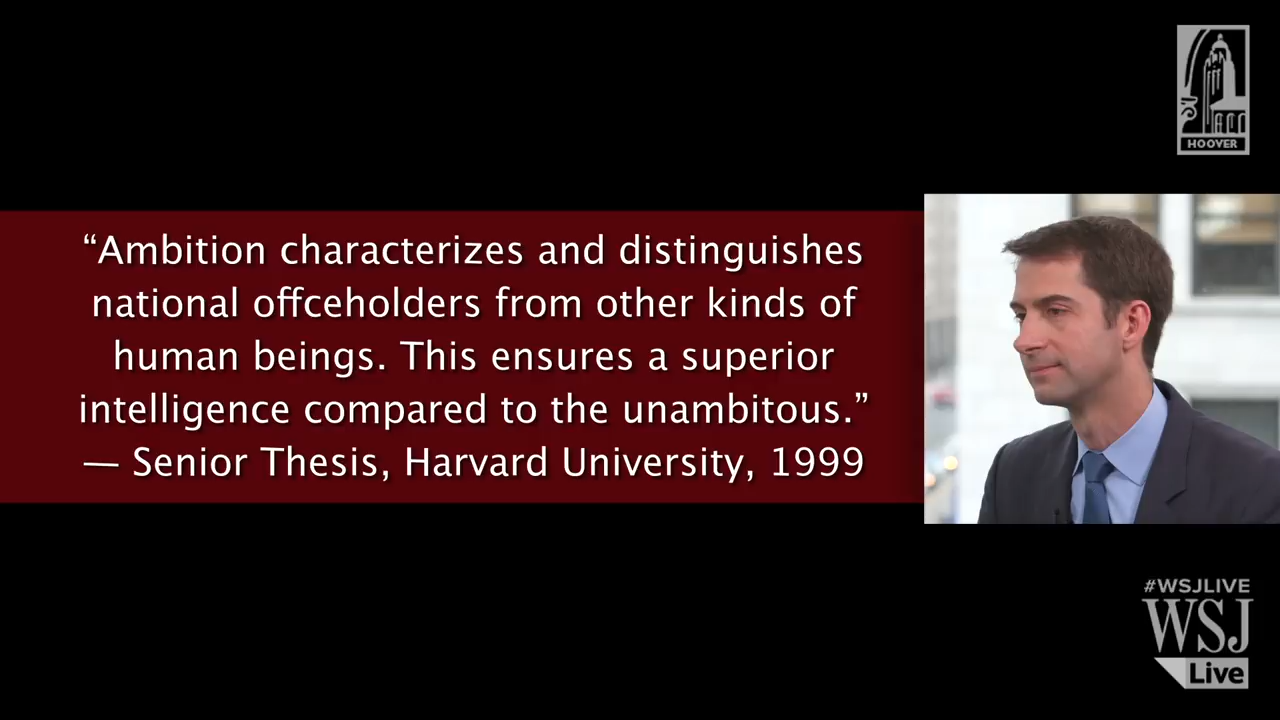 HOOVER
“Ambition characterizes and distinguishes
national offceholders from other kinds of
human beings. This ensures a superior
intelligence compared to the unambitous.”
— Senior Thesis, Harvard University, 1999
#WSJLIVE
WSJ
Live